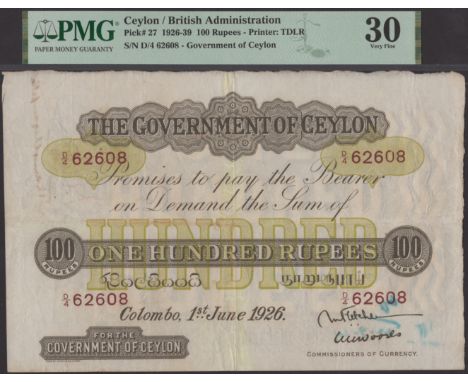 PMG
PAPER MONEY GUARANTY
Ceylon / British Administration
Pick# 27 1926-39 100 Rupees - Printer: TDLR
S/N D/4 62608 - Government of Ceylon
30
Very Fine
THE GOVERNMENT OF CEYLON
D/4 62608 D/4 62608
Promises to pay the Bearer
on Demand the Sum of
HUNDRED
100 RUPEES ONE HUNDRED RUPEES 100 RUPEES
நூறுரூபாய்
D/4 62608 D/4 62608
Colombo, 1st June 1926.
FOR THE
GOVERNMENT OF CEYLON
COMMISSIONERS OF CURRENCY.